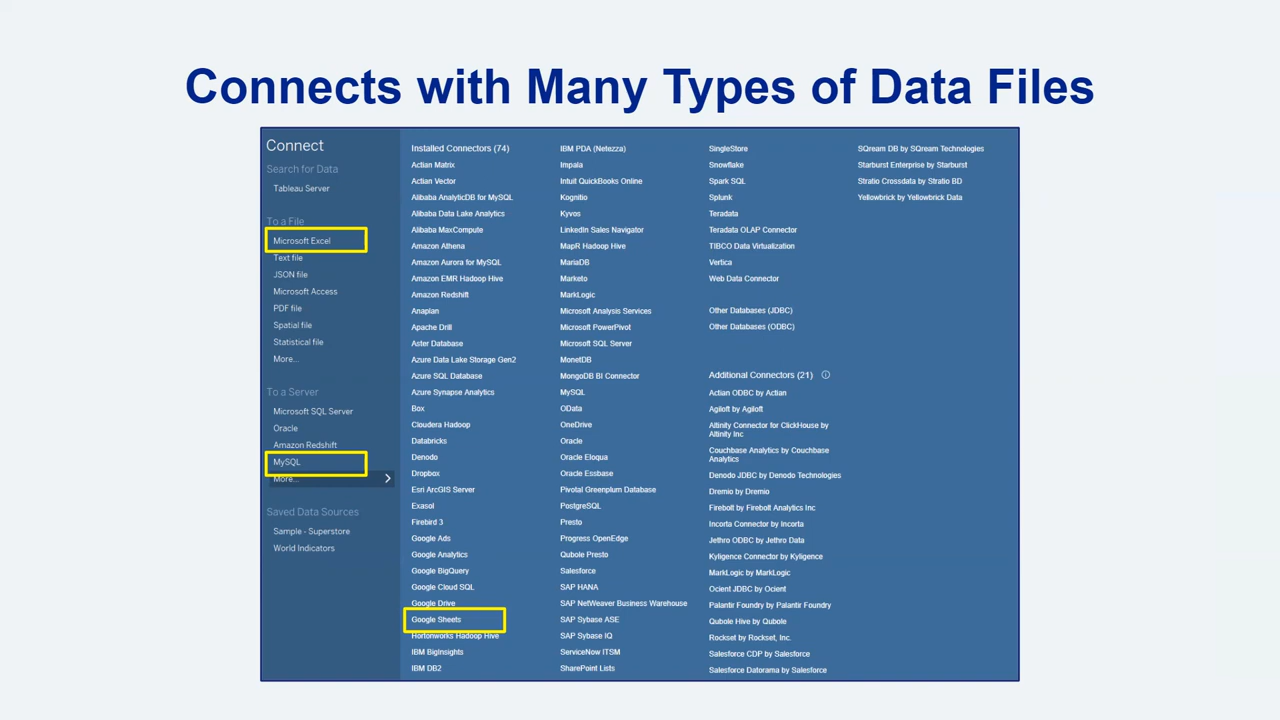 Connects with Many Types of Data Files
Connect
Search for Data
Tableau Server
To a File
Microsoft Excel
Text file
JSON file
Microsoft Access
PDF file
Spatial file
Statistical file
More...
To a Server
Microsoft SQL Server
Oracle
Amazon Redshift
MySQL
More...
Saved Data Sources
Sample - Superstore
World Indicators
Installed Connectors (74)
Actian Matrix
Actian Vector
Alibaba AnalyticDB for MySQL
Alibaba Data Lake Analytics
Alibaba MaxCompute
Amazon Athena
Amazon Aurora for MySQL
Amazon EMR Hadoop Hive
Amazon Redshift
Anaplan
Apache Drill
Aster Database
Azure Data Lake Storage Gen2
Azure SQL Database
Azure Synapse Analytics
Box
Cloudera Hadoop
Databricks
Denodo
Dropbox
Esri ArcGIS Server
Exasol
Firebird 3
Google Ads
Google Analytics
Google BigQuery
Google Cloud SQL
Google Drive
Google Sheets
Hortonworks Hadoop Hive
IBM BigInsights
IBM DB2
IBM PDA (Netezza)
Impala
Intuit QuickBooks Online
Kognitio
Kyvos
LinkedIn Sales Navigator
MapR Hadoop Hive
MariaDB
Marketo
MarkLogic
Microsoft Analysis Services
Microsoft PowerPivot
Microsoft SQL Server
MonetDB
MongoDB BI Connector
MySQL
OData
OneDrive
Oracle
Oracle Eloqua
Oracle Essbase
Pivotal Greenplum Database
PostgreSQL
Presto
Progress OpenEdge
Qubole Presto
Salesforce
SAP HANA
SAP NetWeaver Business Warehouse
SAP Sybase ASE
SAP Sybase IQ
ServiceNow ITSM
SharePoint Lists
SingleStore
Snowflake
Spark SQL
Splunk
Teradata
Teradata OLAP Connector
TIBCO Data Virtualization
Vertica
Web Data Connector
Other Databases (JDBC)
Other Databases (ODBC)
Additional Connectors (21)
Actian ODBC by Actian
Agiloft by Agiloft
Altinity Connector for ClickHouse by
Altinity Inc
Couchbase Analytics by Couchbase
Analytics
Denodo JDBC by Denodo Technologies
Dremio by Dremio
Firebolt by Firebolt Analytics Inc
Incorta Connector by Incorta
Jethro ODBC by Jethro Data
Kyligence Connector by Kyligence
MarkLogic by MarkLogic
Ocient JDBC by Ocient
Palantir Foundry by Palantir Foundry
Qubole Hive by Qubole
Rockset by Rockset, Inc.
Salesforce CDP by Salesforce
Salesforce Datorama by Salesforce
SQream DB by SQream Technologies
Starburst Enterprise by Starburst
Stratio Crossdata by Stratio BD
Yellowbrick by Yellowbrick Data